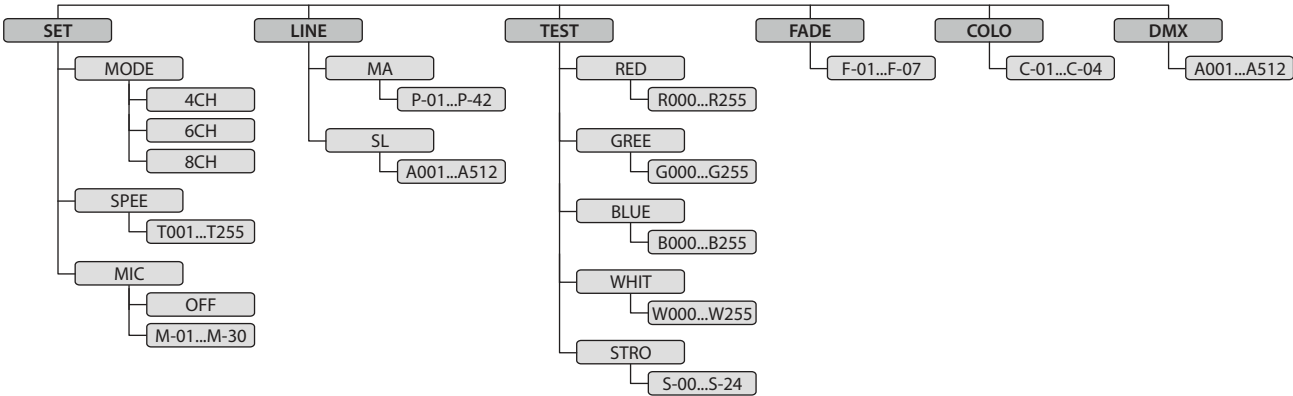 SET
MODE
4CH
6CH
8CH
SPEE
T001...T255
MIC
OFF
M-01...M-30
LINE
MA
P-01...P-42
SL
A001...A512
TEST
RED
R000...R255
GREE
G000...G255
BLUE
B000...B255
WHIT
W000...W255
STRO
S-00...S-24
FADE
F-01...F-07
COLO
C-01...C-04
DMX
A001...A512